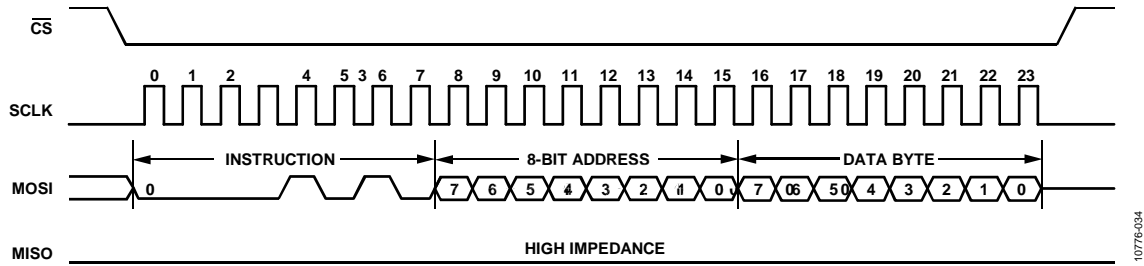 CS
0 1 2 4 5 3 6 7 8 9 10 11 12 13 14 15 16 17 18 19 20 21 22 23
SCLK
INSTRUCTION 8-BIT ADDRESS DATA BYTE
MOSI 0 7 6 5 4 3 2 1 0 7 6 5 4 3 2 1 0
MISO HIGH IMPEDANCE
10776-034